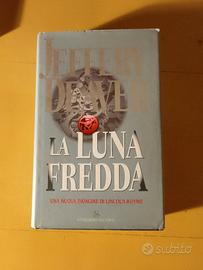 JEFFERY
DEAVER
LA LUNA
FREDDA
UNA NUOVA INDAGINE DI LINCOLN RHYME
subito